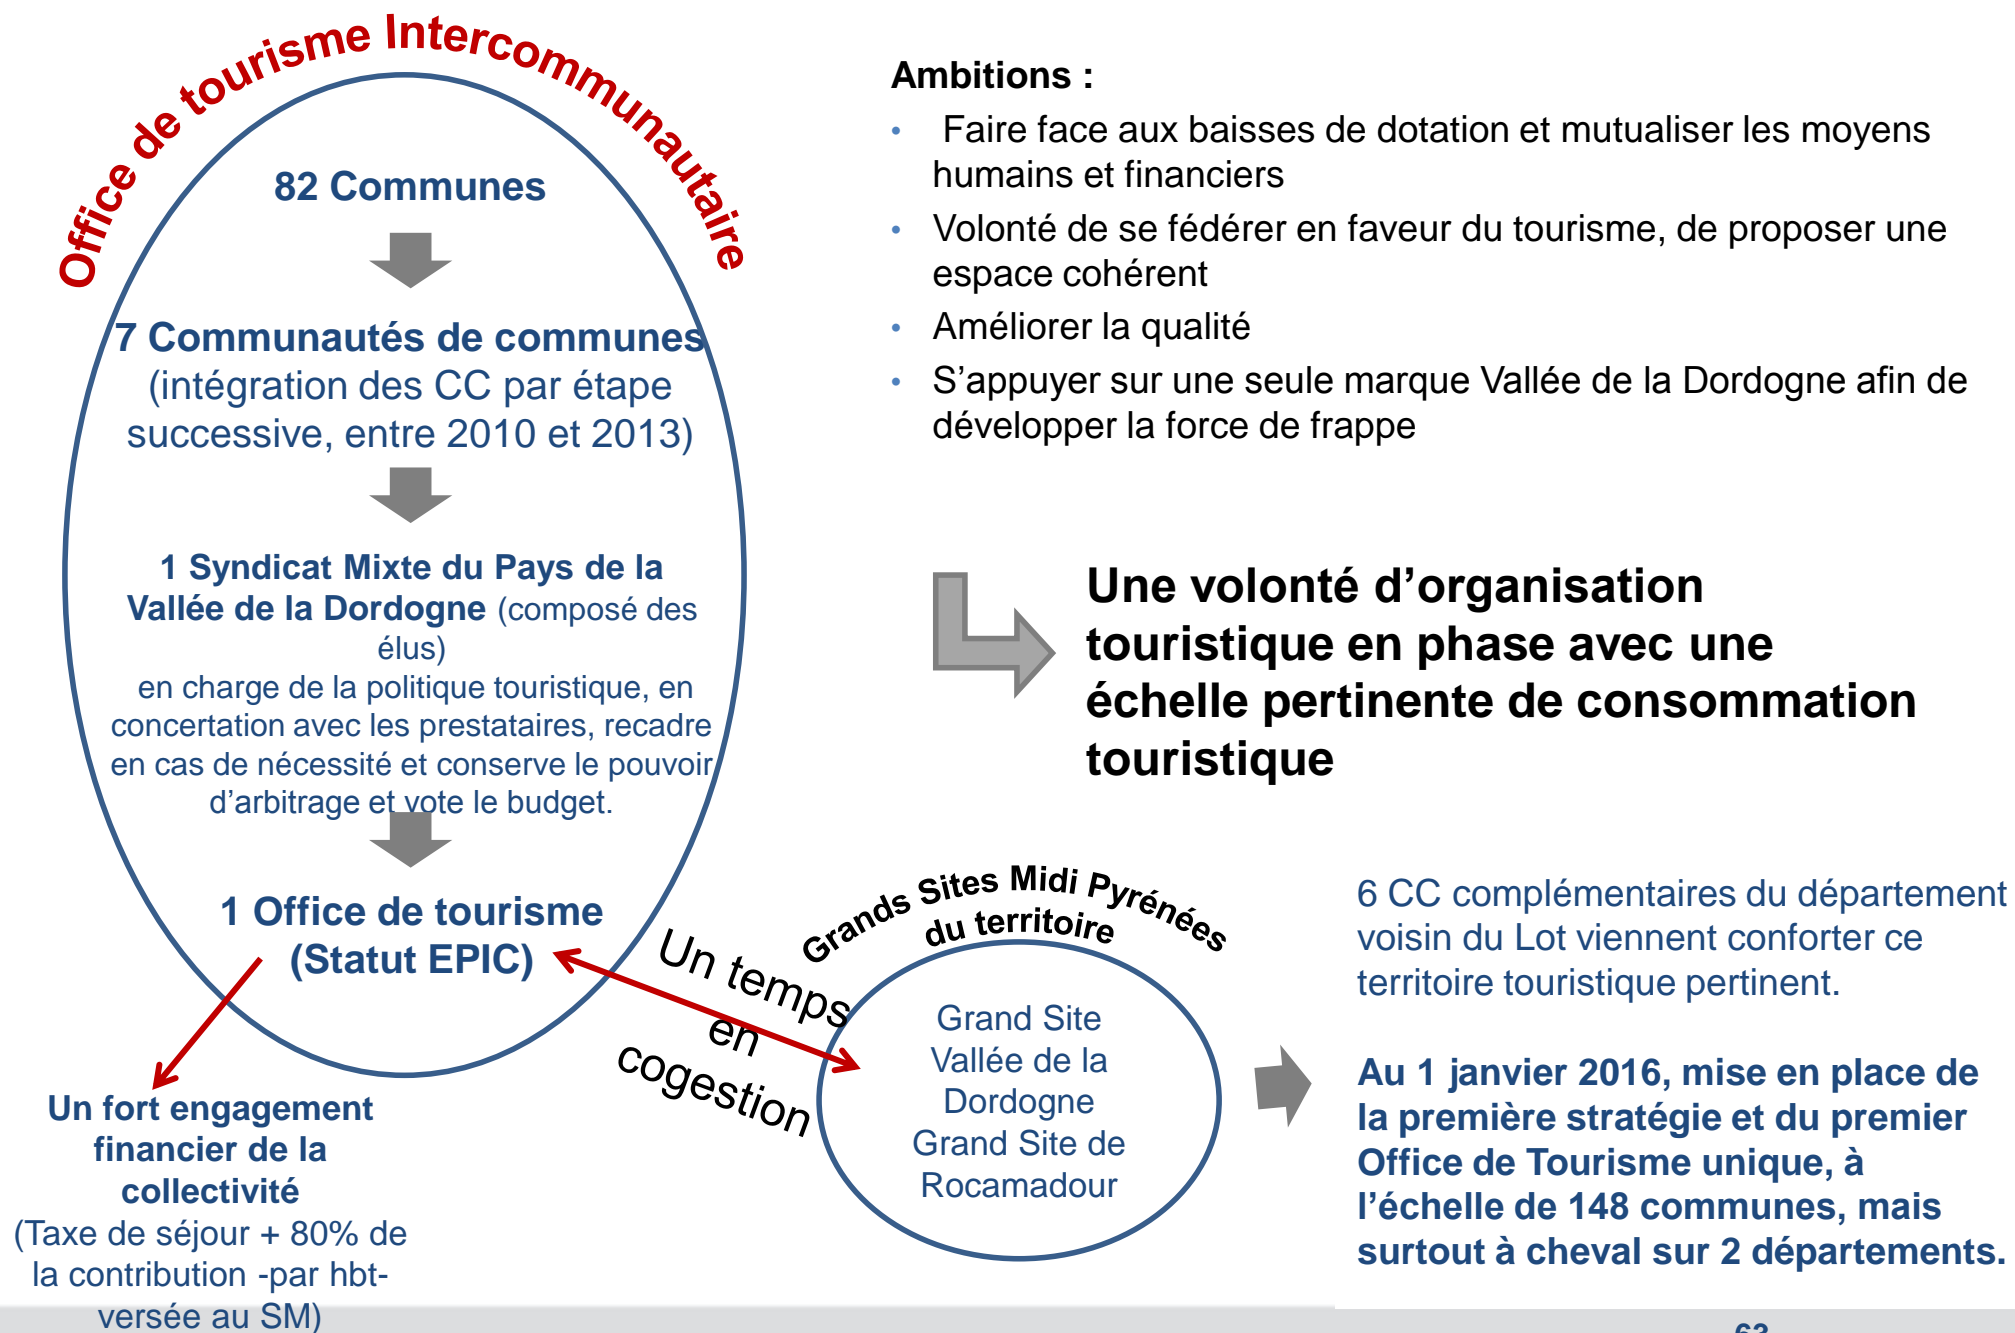 Office de tourisme Intercommunautaire
82 Communes
7 Communautés de communes
(intégration des CC par étape
successive, entre 2010 et 2013)
1 Syndicat Mixte du Pays de la
Vallée de la Dordogne (composé des
élus)
en charge de la politique touristique, en
concertation avec les prestataires, recadre
en cas de nécessité et conserve le pouvoir
d’arbitrage et vote le budget.
1 Office de tourisme
(Statut EPIC)
Un fort engagement
financier de la
collectivité
(Taxe de séjour + 80% de
la contribution -par hbt-
versée au SM)
Ambitions :
• Faire face aux baisses de dotation et mutualiser les moyens
humains et financiers
• Volonté de se fédérer en faveur du tourisme, de proposer une
espace cohérent
• Améliorer la qualité
• S’appuyer sur une seule marque Vallée de la Dordogne afin de
développer la force de frappe
Une volonté d’organisation
touristique en phase avec une
échelle pertinente de consommation
touristique
Un temps
en
cogestion
Grands Sites Midi Pyrénées
du territoire
Grand Site
Vallée de la
Dordogne
Grand Site de
Rocamadour
6 CC complémentaires du département
voisin du Lot viennent conforter ce
territoire touristique pertinent.
Au 1 janvier 2016, mise en place de
la première stratégie et du premier
Office de Tourisme unique, à
l’échelle de 148 communes, mais
surtout à cheval sur 2 départements.
63